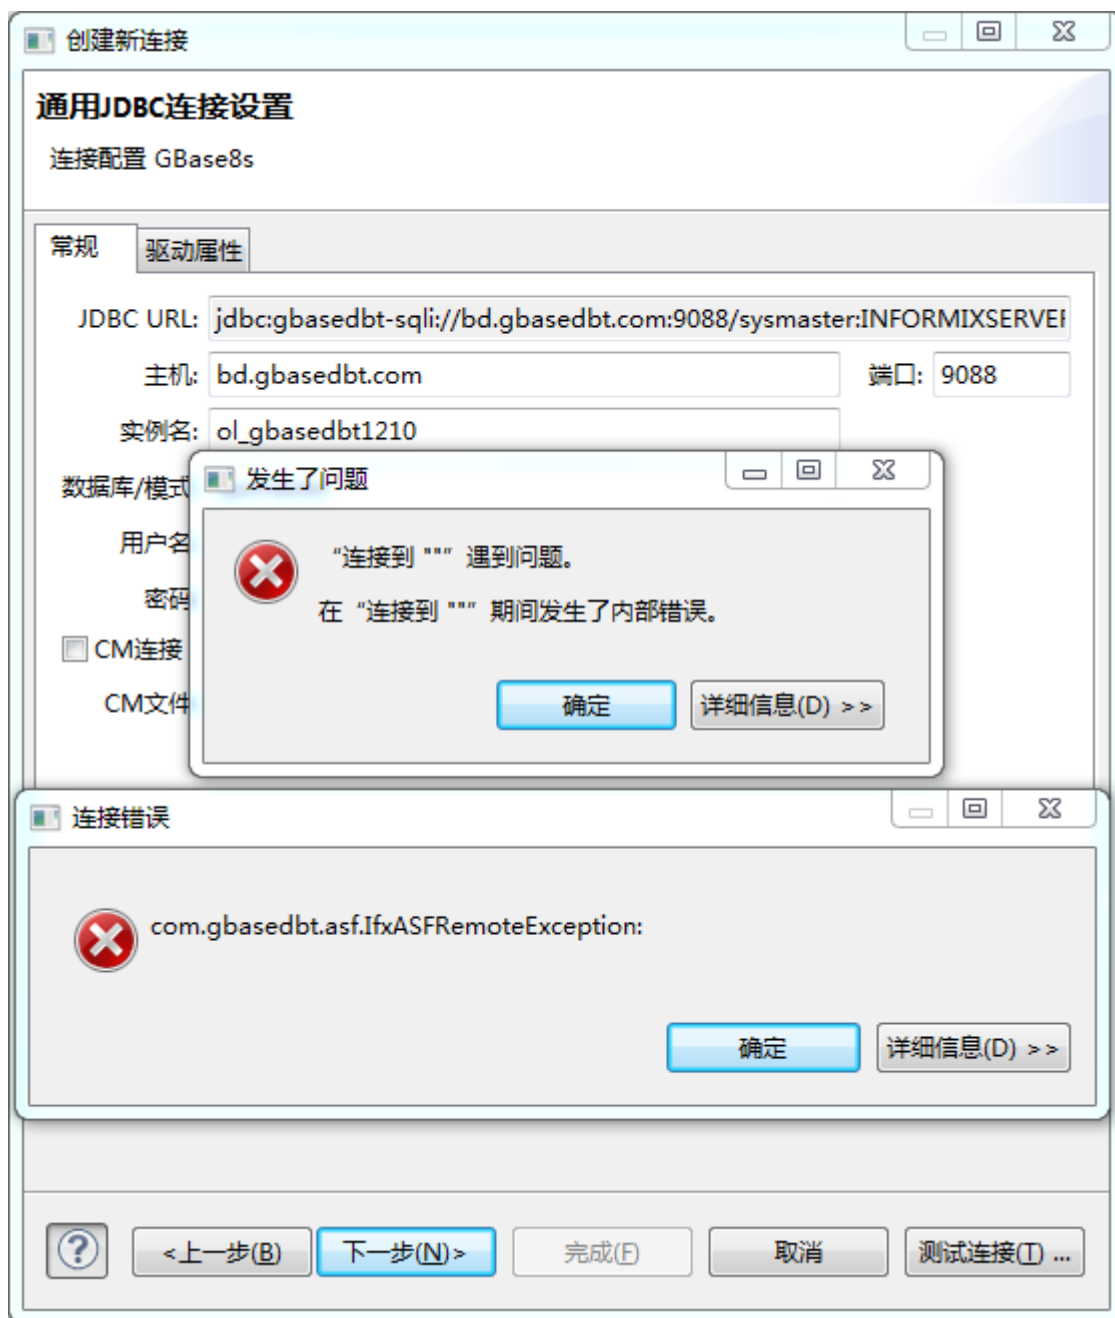 创建新连接
通用JDBC连接设置
连接配置 GBase8s
常规
驱动属性
JDBC URL: jdbc:gbasedbt-sqli://bd.gbasedbt.com:9088/sysmaster:INFORMIXSERVER
主机: bd.gbasedbt.com 端口: 9088
实例名: ol_gbasedbt1210
数据库/模式
用户名
密码
CM连接
CM文件
发生了问题
“连接到 """ 遇到问题。
在“连接到 """ 期间发生了内部错误。
确定 详细信息(D) >>
连接错误
com.gbasedbt.asf.IfxASFRemoteException:
确定 详细信息(D) >>
<上一步(B) 下一步(N)> 完成(F) 取消 测试连接(T) ...